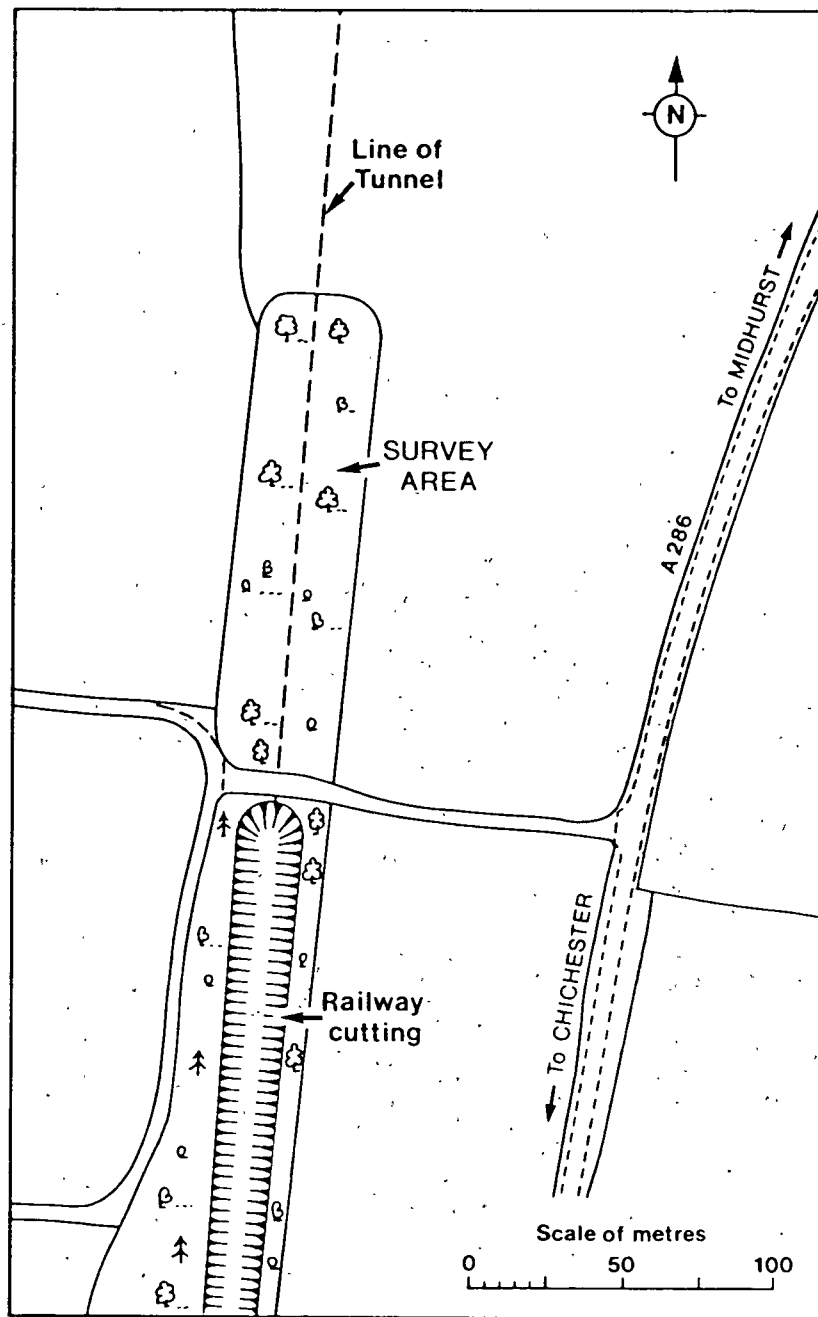 N
Line of
Tunnel
To MIDHURST
SURVEY
AREA
A 286
To CHICHESTER
Railway
cutting
Scale of metres
0 50 100